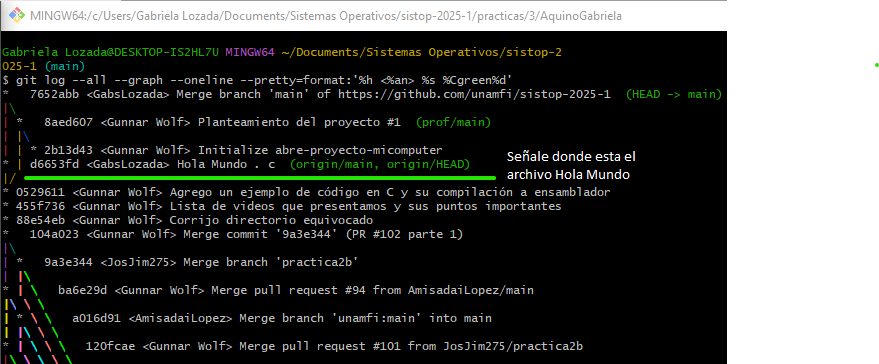 MINGW64:/c/Users/Gabriela Lozada/Documents/Sistemas Operativos/sistop-2025-1/practicas/3/AquinoGabriela
Gabriela Lozada@DESKTOP-IS2HL7U MINGW64 ~/Documents/Sistemas Operativos/sistop-2
025-1 (main)
$ git log --all --graph --oneline --pretty=format:'%h <%an> %s %Cgreen%d'
*   7652abb <GabsLozada> Merge branch 'main' of https://github.com/unamfi/sistop-2025-1  (HEAD -> main)
|\
| *   8aed607 <Gunnar Wolf> Planteamiento del proyecto #1  (prof/main)
| |\
| | * 2b13d43 <Gunnar Wolf> Initialize abre-proyecto-micomputer
* | d6653fd <GabsLozada> Hola Mundo . c  (origin/main, origin/HEAD)
|/
Señale donde esta el
archivo Hola Mundo
* 0529611 <Gunnar Wolf> Agrego un ejemplo de código en C y su compilación a ensamblador
* 455f736 <Gunnar Wolf> Lista de videos que presentamos y sus puntos importantes
* 88e54eb <Gunnar Wolf> Corrijo directorio equivocado
*   104a023 <Gunnar Wolf> Merge commit '9a3e344' (PR #102 parte 1)
|\
| *   9a3e344 <JosJim275> Merge branch 'practica2b'
| |\
* | \   ba6e29d <Gunnar Wolf> Merge pull request #94 from AmisadaiLopez/main
|\ \ \
| * \ \   a016d91 <AmisadaiLopez> Merge branch 'unamfi:main' into main
| |\ \ \
* | \ \ \   120fcae <Gunnar Wolf> Merge pull request #101 from JosJim275/practica2b